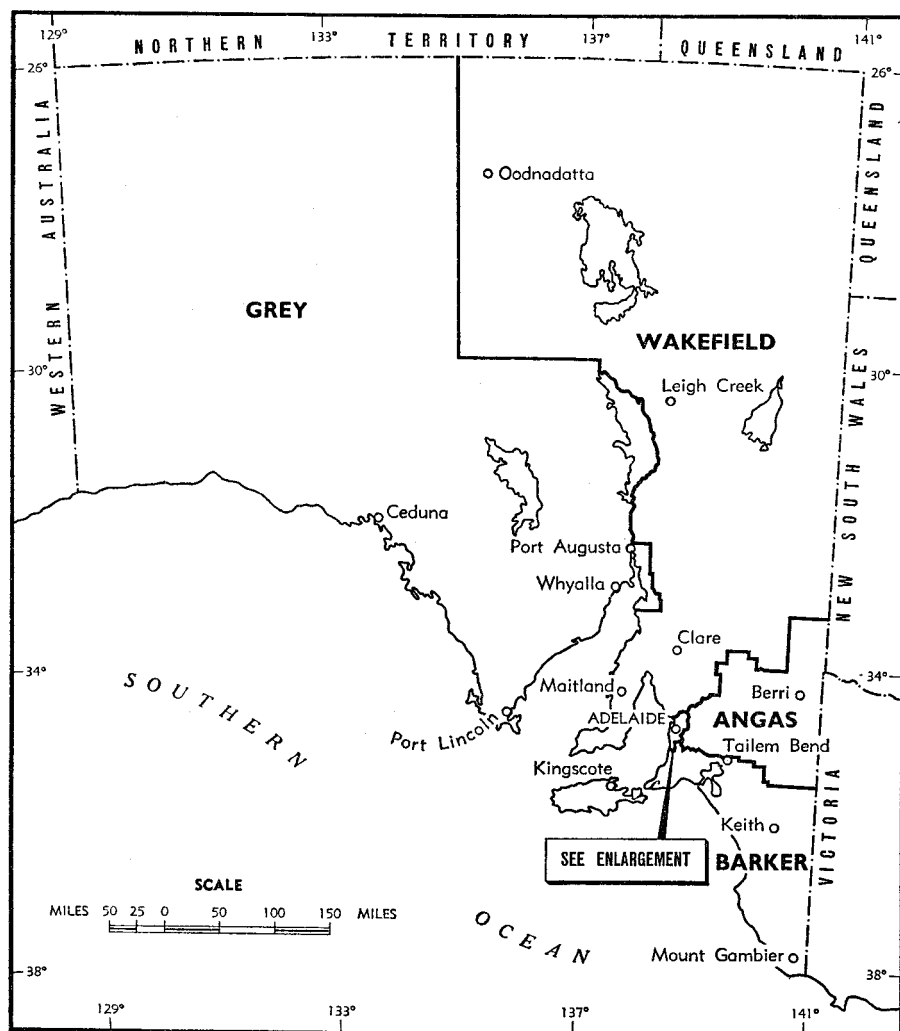 129° 133° 137° 141°
NORTHERN TERRITORY QUEENSLAND
26° 26°
WESTERN AUSTRALIA
QUEENSLAND
Oodnadatta
GREY
WAKEFIELD
30° 30°
Leigh Creek
NEW SOUTH WALES
Ceduna
Port Augusta
Whyalla
Clare
34° 34°
SOUTHERN
Maitland
Berri
Port Lincoln
ADELAIDE
ANGAS
Tailem Bend
Kingscote
Keith
VICTORIA
SEE ENLARGEMENT
BARKER
SCALE
MILES 50 25 0 50 100 150 MILES
OCEAN
Mount Gambier
38° 38°
129° 133° 137° 141°